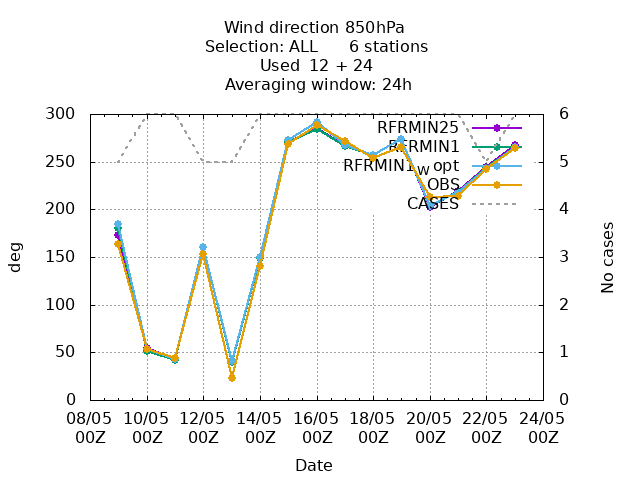 Wind direction 850hPa
Selection: ALL 6 stations
Used 12 + 24
Averaging window: 24h
300
250
200
150
100
50
0
deg
6
5
4
3
2
1
0
No cases
RFRMIN25
RFRMIN1
RFRMIN1w opt
OBS
CASES
08/05 10/05 12/05 14/05 16/05 18/05 20/05 22/05 24/05
00Z 00Z 00Z 00Z 00Z 00Z 00Z 00Z 00Z
Date